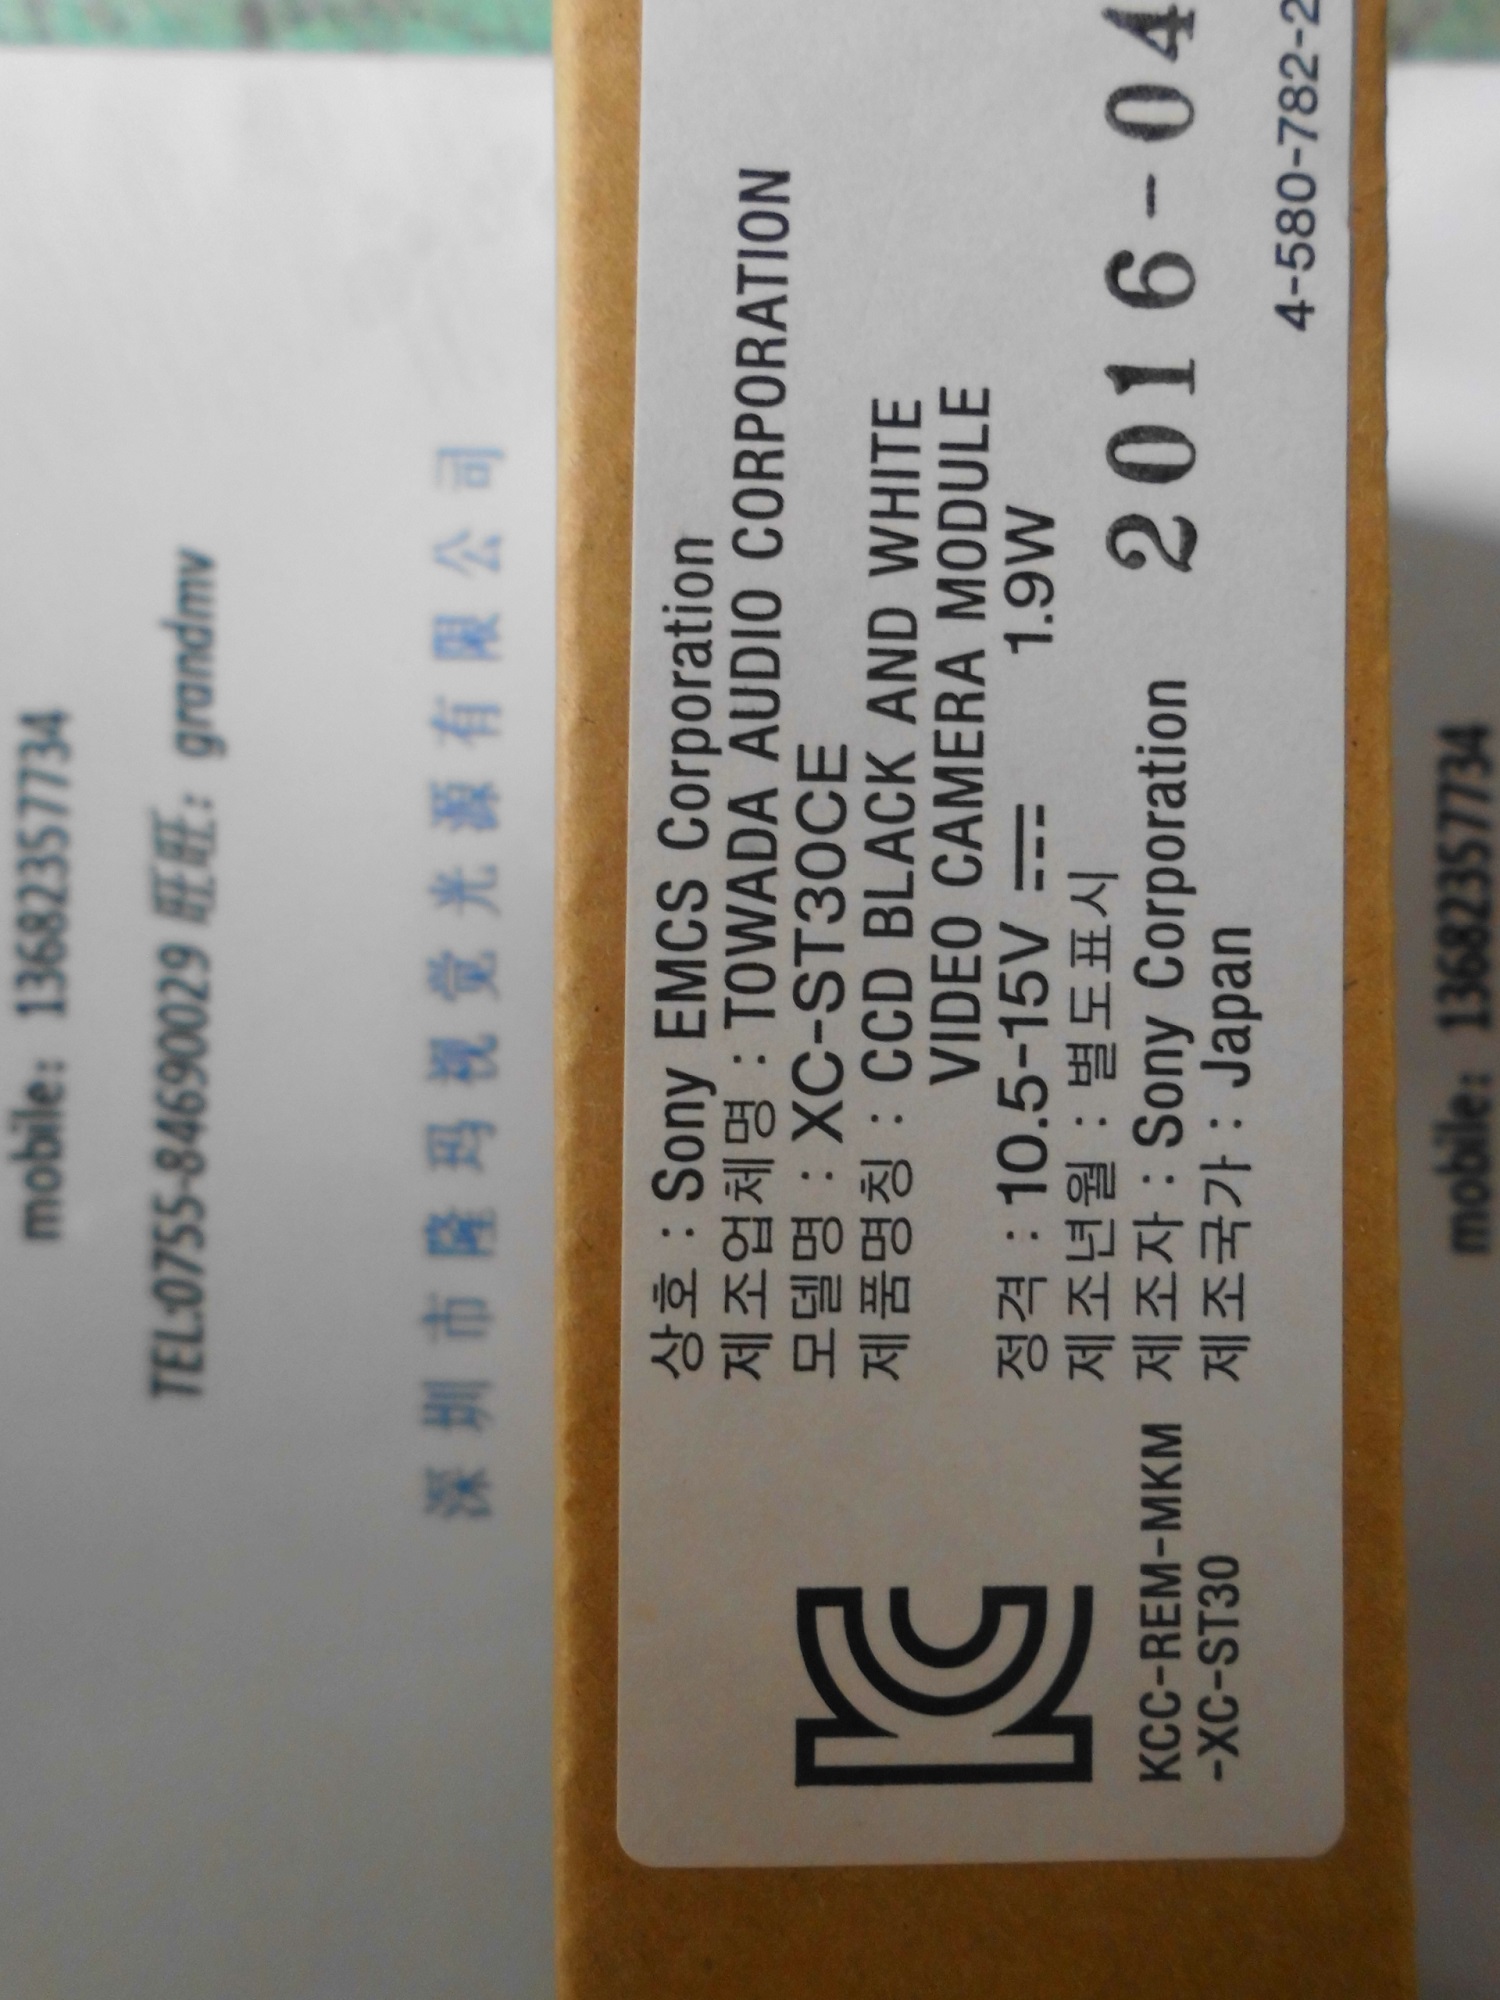 mobile: 13682357734
TEL:0755-84690029 旺旺: grandmv
深圳市隆玛视觉光源有限公司
상호 : Sony EMCS Corporation
제조업체명 : TOWADA AUDIO CORPORATION
모델명 : XC-ST30CE
제품명칭 : CCD BLACK AND WHITE
VIDEO CAMERA MODULE
정격 : 10.5-15V 1.9W
제조년월 : 별도표시
제조자 : Sony Corporation 2016-04
제조국가 : Japan
4-580-782-2
KC
KCC-REM-MKM
-XC-ST30
mobile: 13682357734